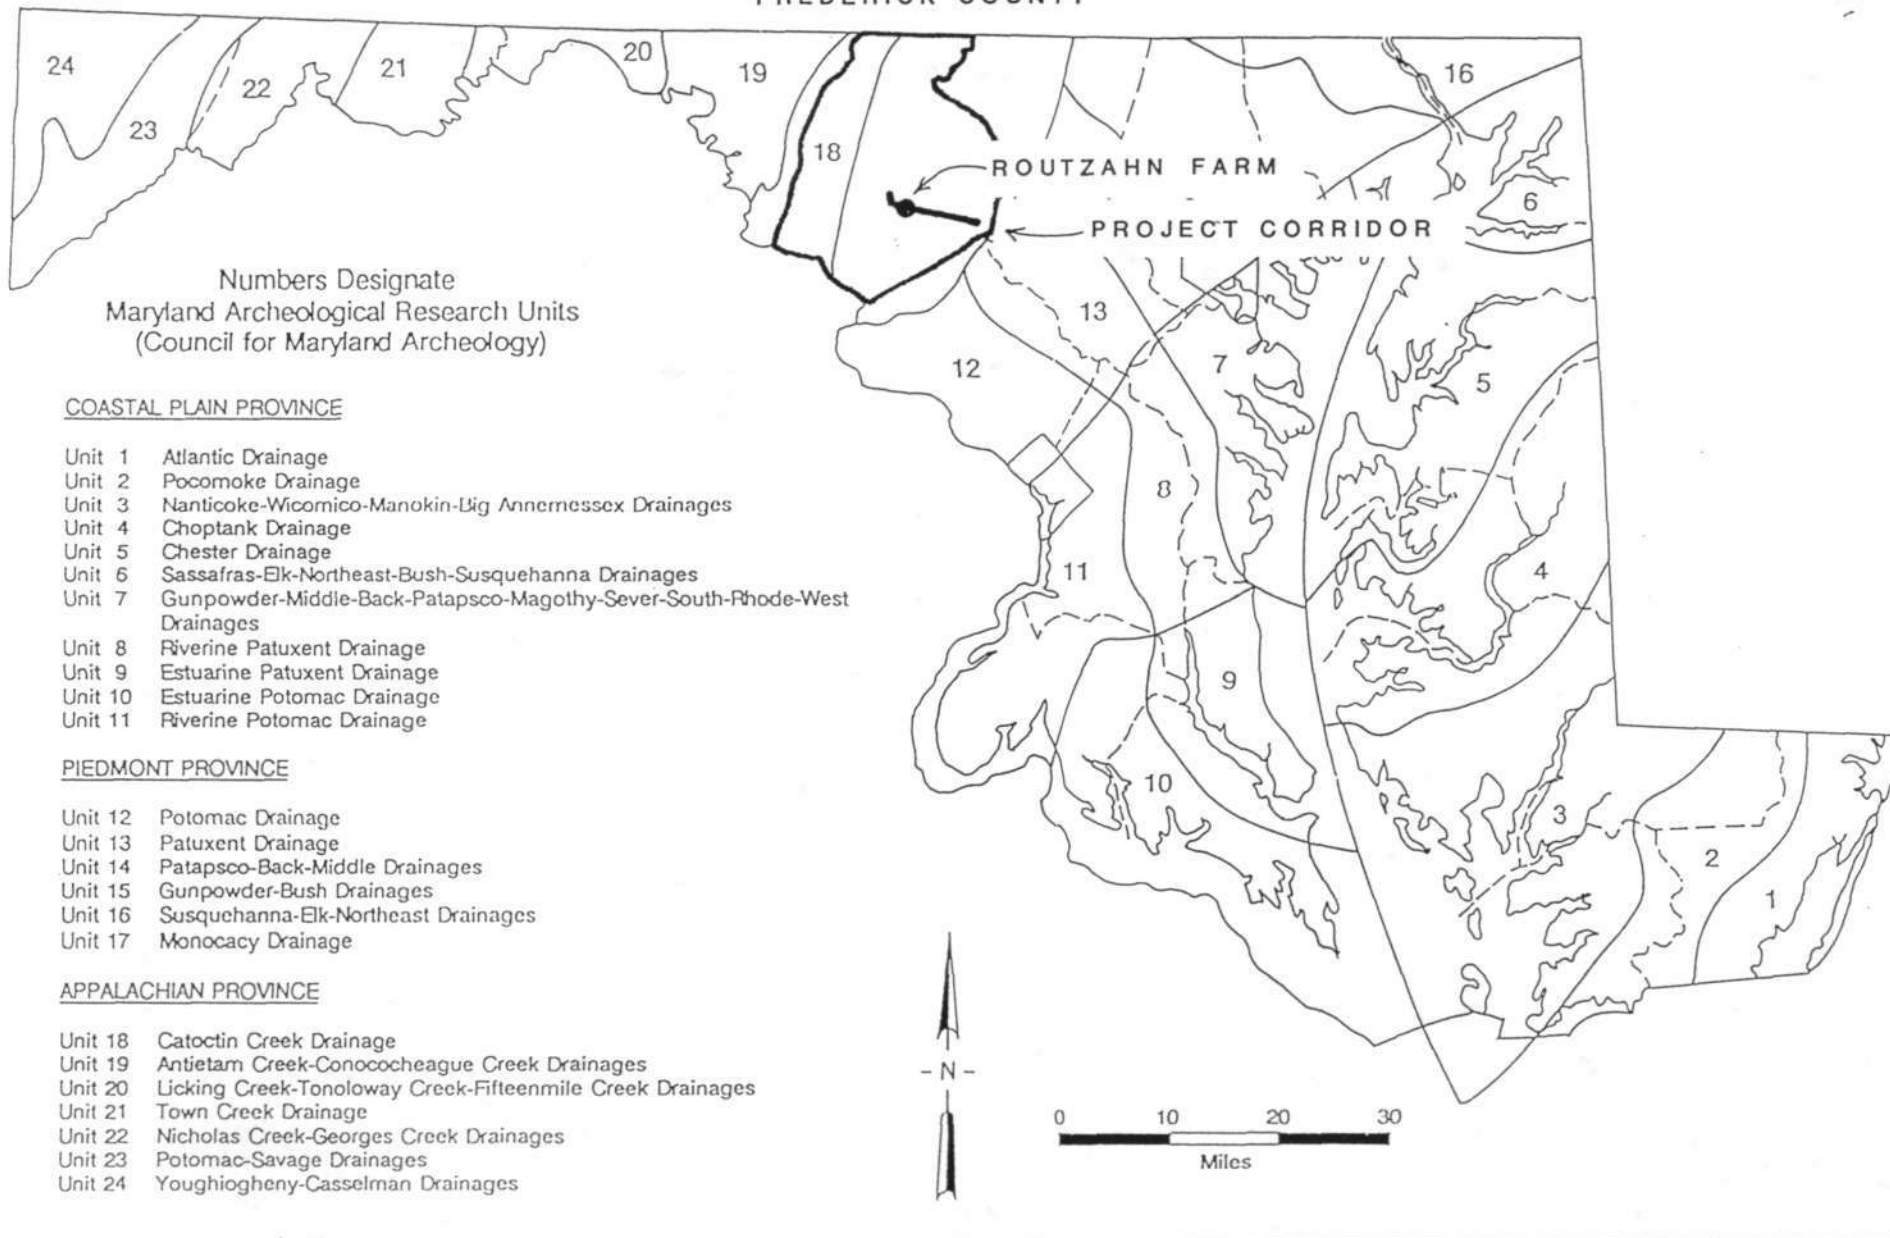 FREDERICK COUNTY
24
23
22
21
20
19
18
16
ROUTZAHN FARM
6
PROJECT CORRIDOR
Numbers Designate
Maryland Archeological Research Units
(Council for Maryland Archeology)
13
12
7
5
8
11
4
9
10
3
2
1
COASTAL PLAIN PROVINCE
Unit 1 Atlantic Drainage
Unit 2 Pocomoke Drainage
Unit 3 Nanticoke-Wicomico-Manokin-Big Annemessex Drainages
Unit 4 Choptank Drainage
Unit 5 Chester Drainage
Unit 6 Sassafras-Elk-Northeast-Bush-Susquehanna Drainages
Unit 7 Gunpowder-Middle-Back-Patapsco-Magothy-Sever-South-Rhode-West
Drainages
Unit 8 Riverine Patuxent Drainage
Unit 9 Estuarine Patuxent Drainage
Unit 10 Estuarine Potomac Drainage
Unit 11 Riverine Potomac Drainage
PIEDMONT PROVINCE
Unit 12 Potomac Drainage
Unit 13 Patuxent Drainage
Unit 14 Patapsco-Back-Middle Drainages
Unit 15 Gunpowder-Bush Drainages
Unit 16 Susquehanna-Elk-Northeast Drainages
Unit 17 Monocacy Drainage
APPALACHIAN PROVINCE
Unit 18 Catoctin Creek Drainage
Unit 19 Antietam Creek-Conococheague Creek Drainages
Unit 20 Licking Creek-Tonoloway Creek-Fifteenmile Creek Drainages
Unit 21 Town Creek Drainage
Unit 22 Nicholas Creek-Georges Creek Drainages
Unit 23 Potomac-Savage Drainages
Unit 24 Youghiogheny-Casselman Drainages
- N -
0 10 20 30
Miles